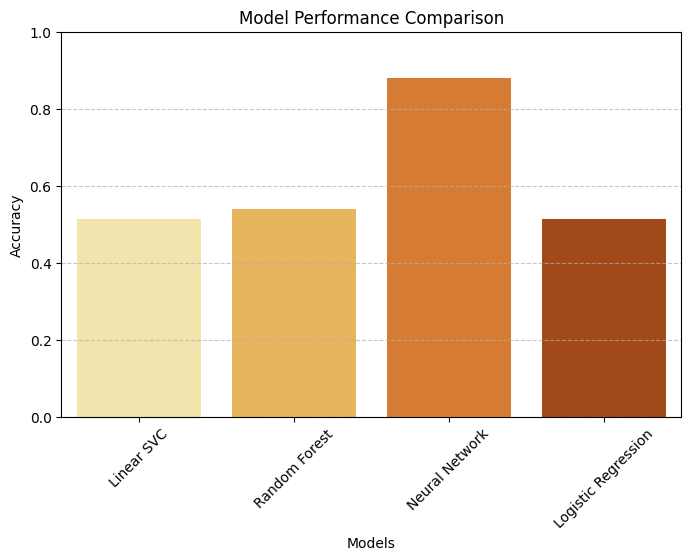 Model Performance Comparison
Accuracy
1.0
0.8
0.6
0.4
0.2
0.0
Linear SVC
Random Forest
Neural Network
Logistic Regression
Models